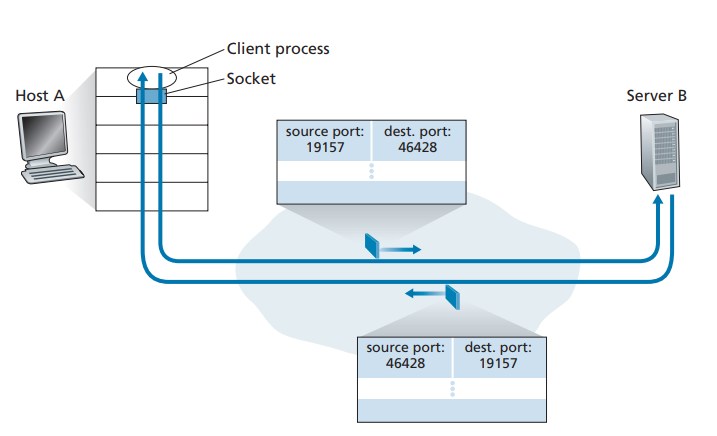 Client process
Socket
Host A
Server B
source port: dest. port:
19157 46428
source port: dest. port:
46428 19157